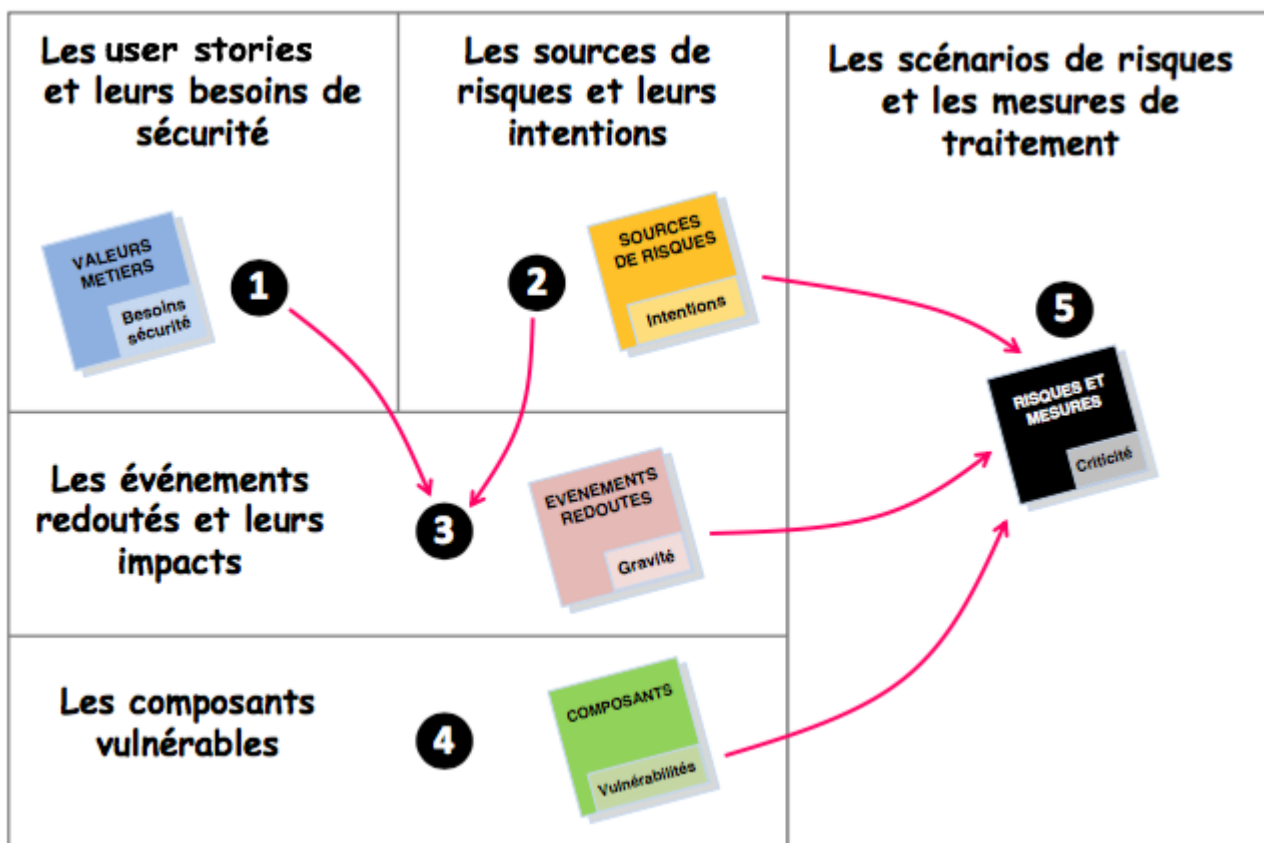 Les user stories
et leurs besoins de
sécurité
VALEURS
METIERS
Besoins
sécurité
1
Les sources de
risques et leurs
intentions
2
SOURCES
DE RISQUES
Intentions
Les scénarios de risques
et les mesures de
traitement
5
RISQUES ET
MESURES
Criticité
Les événements
redoutés et leurs
impacts
3
EVENEMENTS
REDOUTES
Gravité
Les composants
vulnérables
4
COMPOSANTS
Vulnérabilités